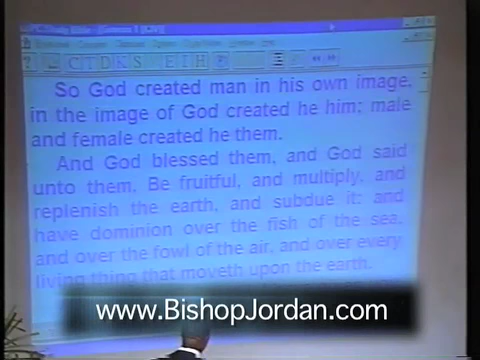 C T D K S E I H
So God created man in his own image,
in the image of God created he him; male
and female created he them.
And God blessed them, and God said
unto them, Be fruitful, and multiply, and
replenish the earth, and subdue it: and
have dominion over the fish of the sea,
and over the fowl of the air, and over every
living thing that moveth upon the earth.
www.BishopJordan.com